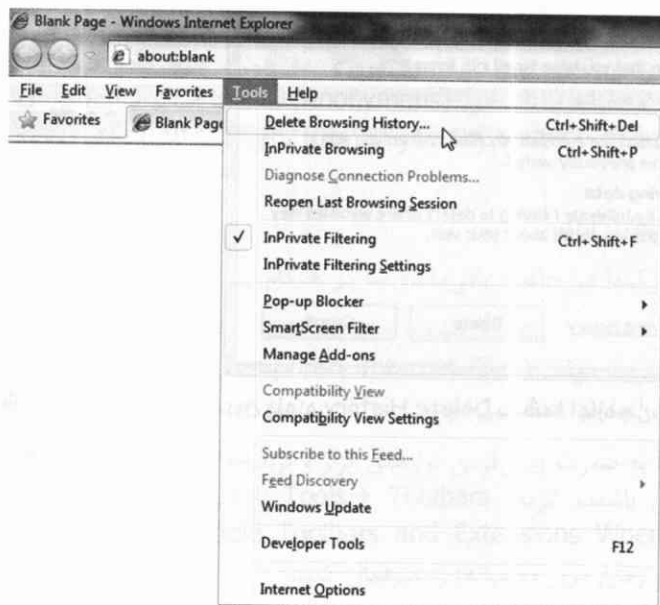 Blank Page - Windows Internet Explorer
about:blank
File Edit View Favorites Tools Help
Favorites Blank Page
Delete Browsing History... Ctrl+Shift+Del
InPrivate Browsing Ctrl+Shift+P
Diagnose Connection Problems...
Reopen Last Browsing Session
InPrivate Filtering Ctrl+Shift+F
InPrivate Filtering Settings
Pop-up Blocker
SmartScreen Filter
Manage Add-ons
Compatibility View
Compatibility View Settings
Subscribe to this Feed...
Feed Discovery
Windows Update
Developer Tools F12
Internet Options